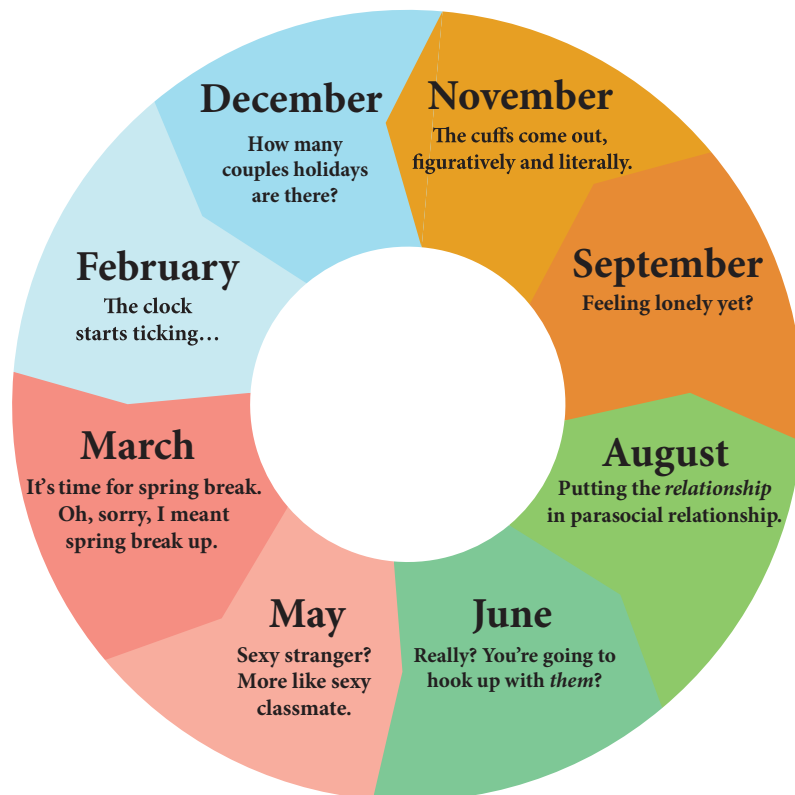 December
How many
couples holidays
are there?
November
The cuffs come out,
figuratively and literally.
September
Feeling lonely yet?
August
Putting the relationship
in parasocial relationship.
June
Really? You're going to
hook up with them?
May
Sexy stranger?
More like sexy
classmate.
March
It's time for spring break.
Oh, sorry, I meant
spring break up.
February
The clock
starts ticking…